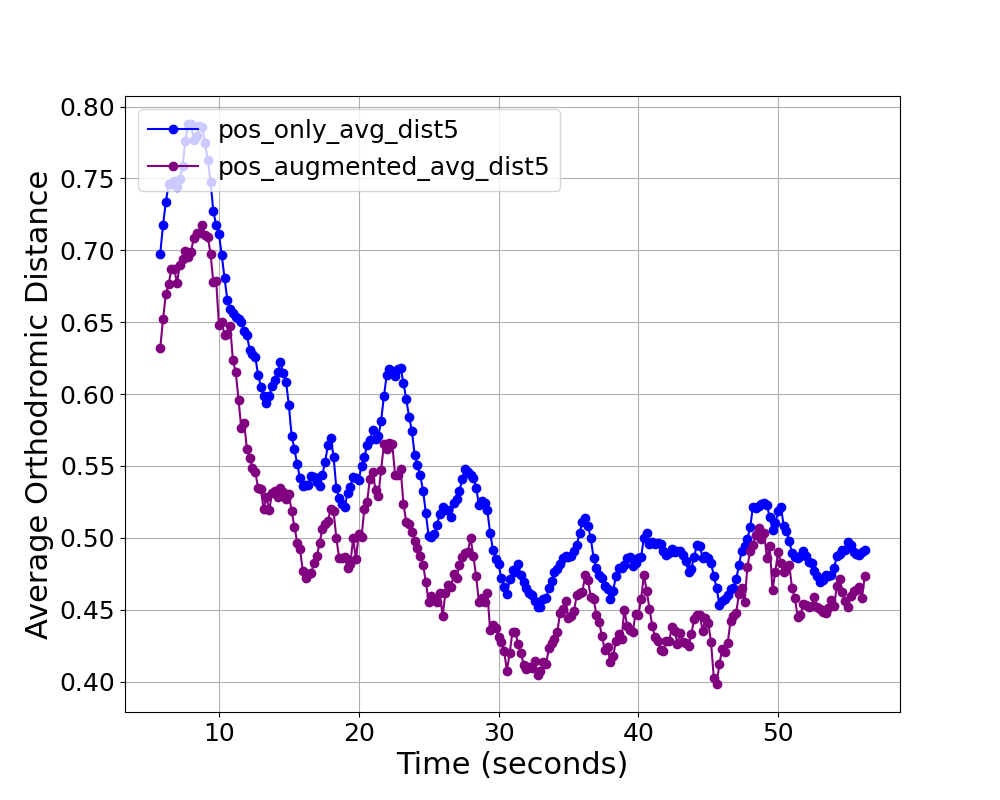 0.80
0.75
0.70
0.65
0.60
0.55
0.50
0.45
0.40
Average Orthodromic Distance
pos_only_avg_dist5
pos_augmented_avg_dist5
10 20 30 40 50
Time (seconds)